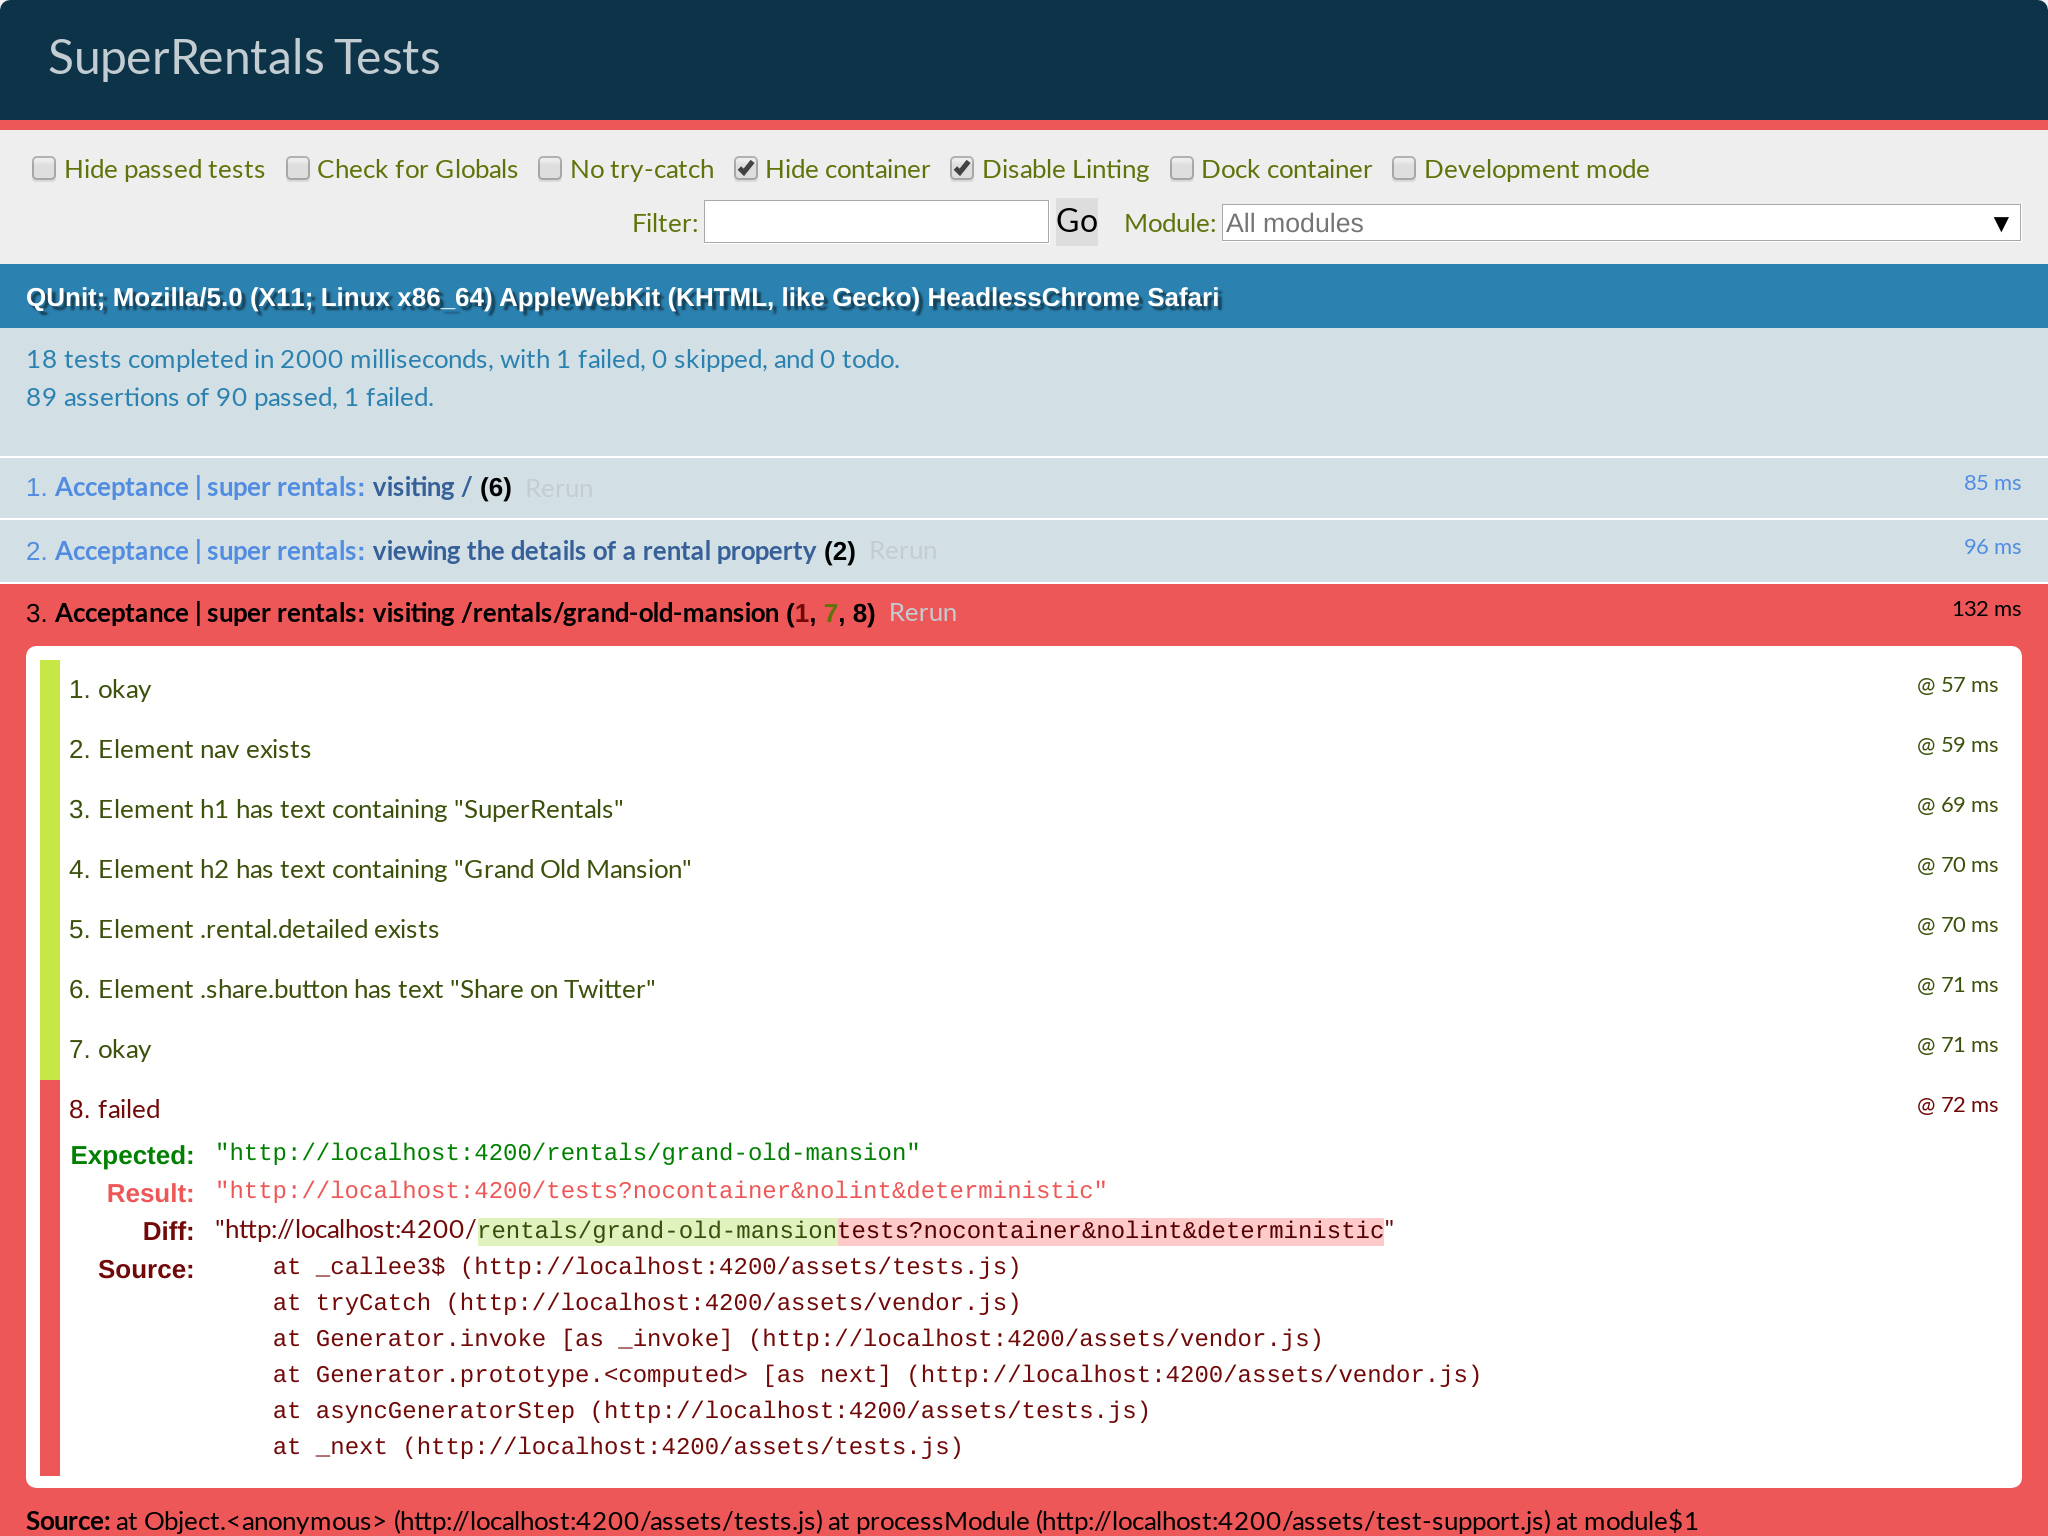 SuperRentals Tests
Hide passed tests Check for Globals No try-catch Hide container Disable Linting Dock container Development mode
Filter: Go Module: All modules ▼
QUnit; Mozilla/5.0 (X11; Linux x86_64) AppleWebKit (KHTML, like Gecko) HeadlessChrome Safari
18 tests completed in 2000 milliseconds, with 1 failed, 0 skipped, and 0 todo.
89 assertions of 90 passed, 1 failed.
1. Acceptance | super rentals: visiting / (6) Rerun 85 ms
2. Acceptance | super rentals: viewing the details of a rental property (2) Rerun 96 ms
3. Acceptance | super rentals: visiting /rentals/grand-old-mansion (1, 7, 8) Rerun 132 ms
1. okay @ 57 ms
2. Element nav exists @ 59 ms
3. Element h1 has text containing "SuperRentals" @ 69 ms
4. Element h2 has text containing "Grand Old Mansion" @ 70 ms
5. Element .rental.detailed exists @ 70 ms
6. Element .share.button has text "Share on Twitter" @ 71 ms
7. okay @ 71 ms
8. failed @ 72 ms
Expected: "http://localhost:4200/rentals/grand-old-mansion"
Result: "http://localhost:4200/tests?nocontainer&nolint&deterministic"
Diff: "http://localhost:4200/rentals/grand-old-mansiontests?nocontainer&nolint&deterministic"
Source: at _callee3$ (http://localhost:4200/assets/tests.js)
at tryCatch (http://localhost:4200/assets/vendor.js)
at Generator.invoke [as _invoke] (http://localhost:4200/assets/vendor.js)
at Generator.prototype.<computed> [as next] (http://localhost:4200/assets/vendor.js)
at asyncGeneratorStep (http://localhost:4200/assets/tests.js)
at _next (http://localhost:4200/assets/tests.js)
Source: at Object.<anonymous> (http://localhost:4200/assets/tests.js) at processModule (http://localhost:4200/assets/test-support.js) at module$1